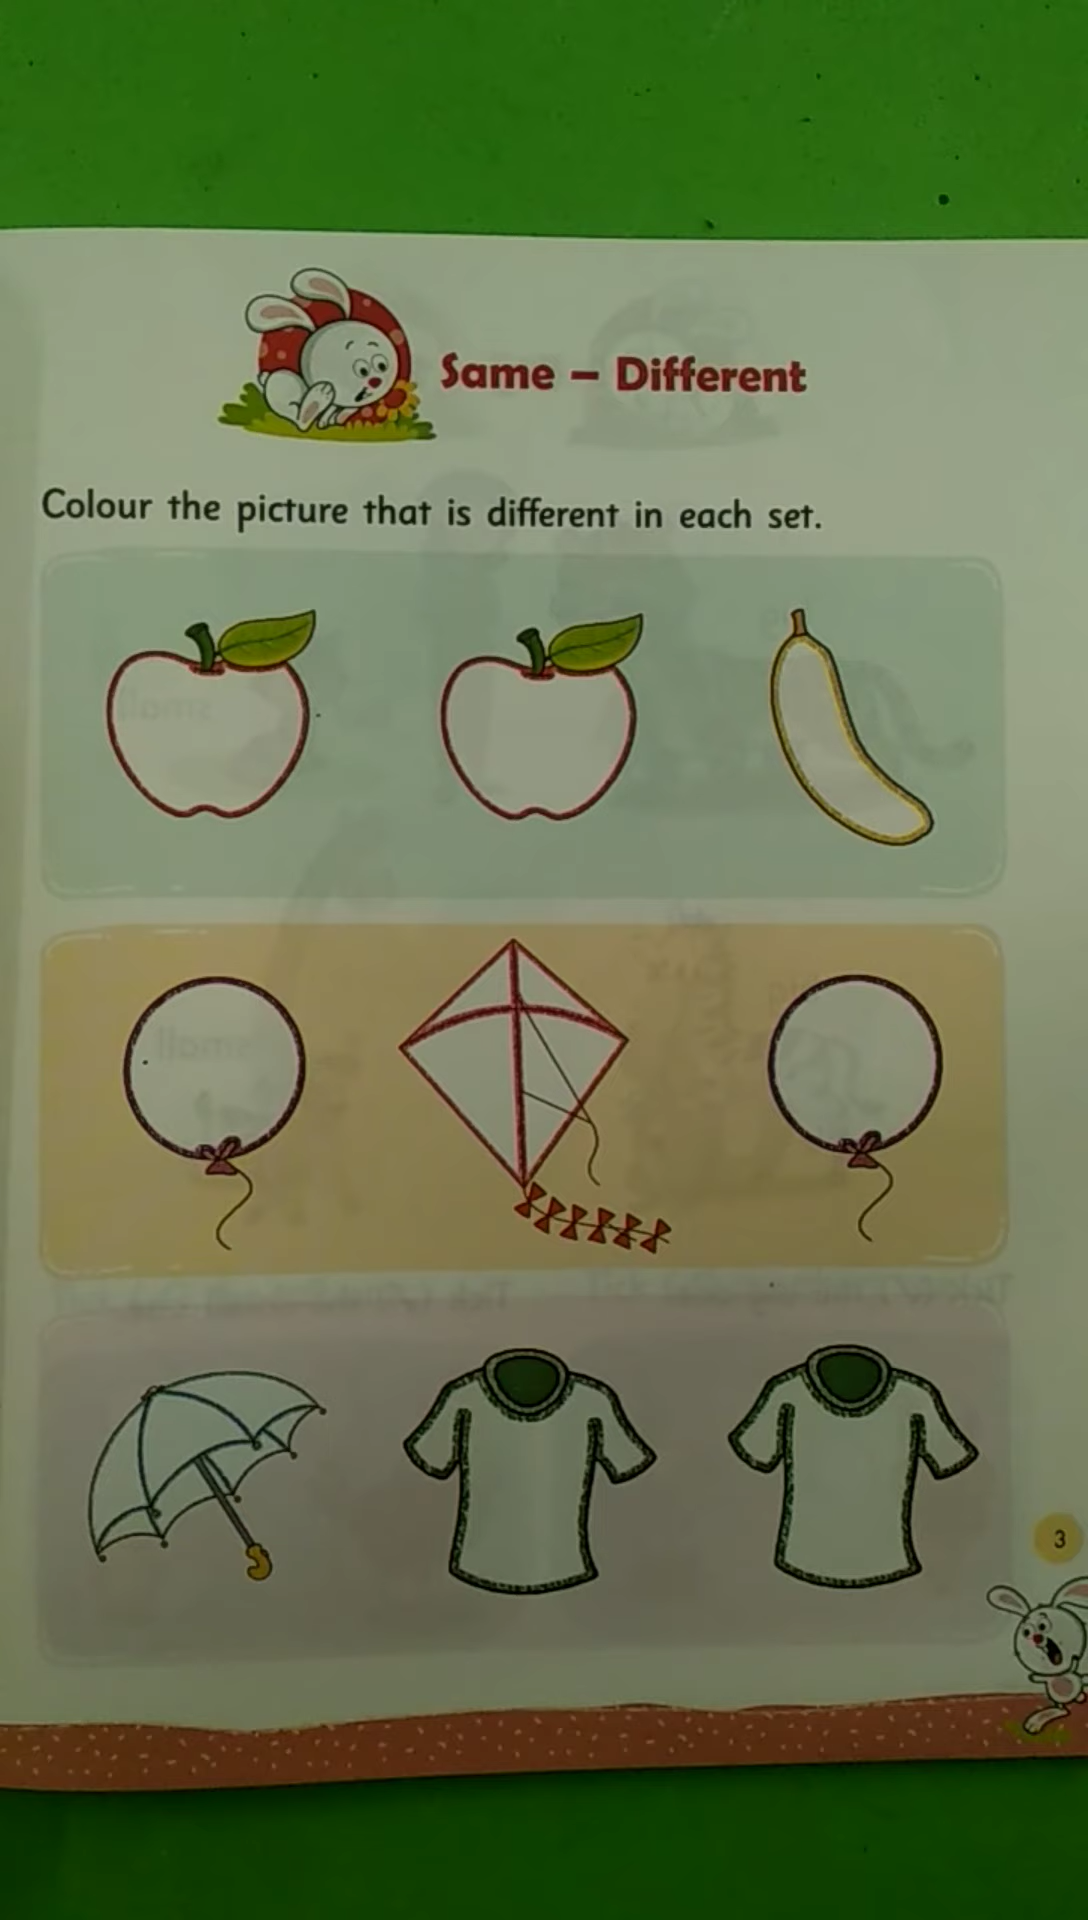 Same – Different
Colour the picture that is different in each set.
3